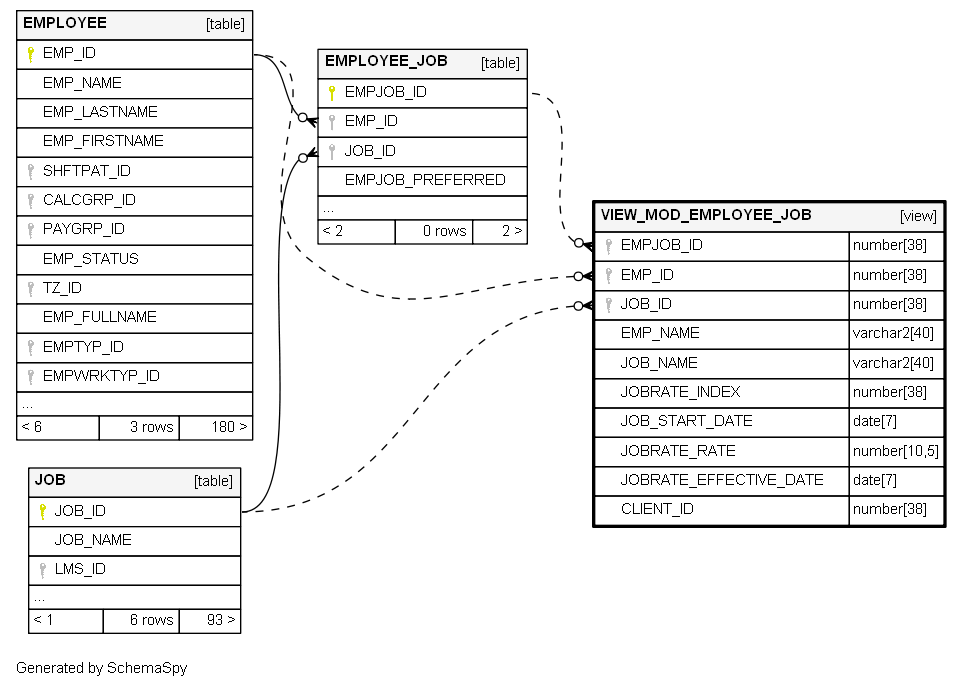 EMPLOYEE [table]
EMP_ID
EMP_NAME
EMP_LASTNAME
EMP_FIRSTNAME
SHFTPAT_ID
CALCGRP_ID
PAYGRP_ID
EMP_STATUS
TZ_ID
EMP_FULLNAME
EMPTYP_ID
EMPWRKTYP_ID
...
< 6 3 rows 180 >
EMPLOYEE_JOB [table]
EMPJOB_ID
EMP_ID
JOB_ID
EMPJOB_PREFERRED
...
< 2 0 rows 2 >
VIEW_MOD_EMPLOYEE_JOB [view]
EMPJOB_ID number[38]
EMP_ID number[38]
JOB_ID number[38]
EMP_NAME varchar2[40]
JOB_NAME varchar2[40]
JOBRATE_INDEX number[38]
JOB_START_DATE date[7]
JOBRATE_RATE number[10,5]
JOBRATE_EFFECTIVE_DATE date[7]
CLIENT_ID number[38]
JOB [table]
JOB_ID
JOB_NAME
LMS_ID
...
< 1 6 rows 93 >
Generated by SchemaSpy